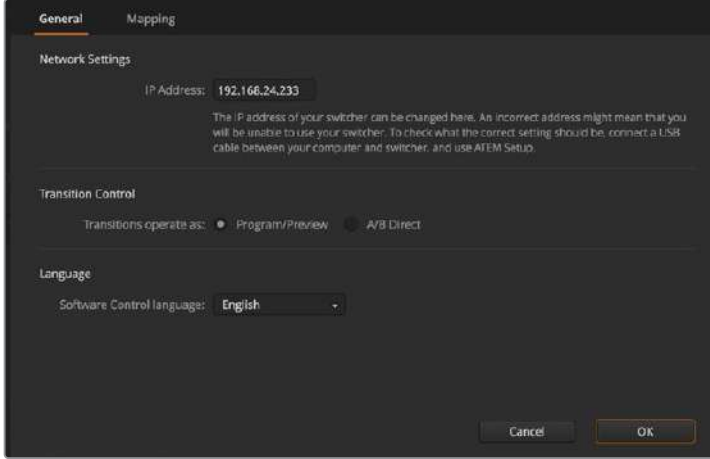 General Mapping
Network Settings
IP Address: 192.168.24.233
The IP address of your switcher can be changed here. An incorrect address might mean that you
will be unable to use your switcher. To check what the correct setting should be, connect a USB
cable between your computer and switcher, and use ATEM Setup.
Transition Control
Transitions operate as: Program/Preview A/B Direct
Language
Software Control language: English
Cancel OK